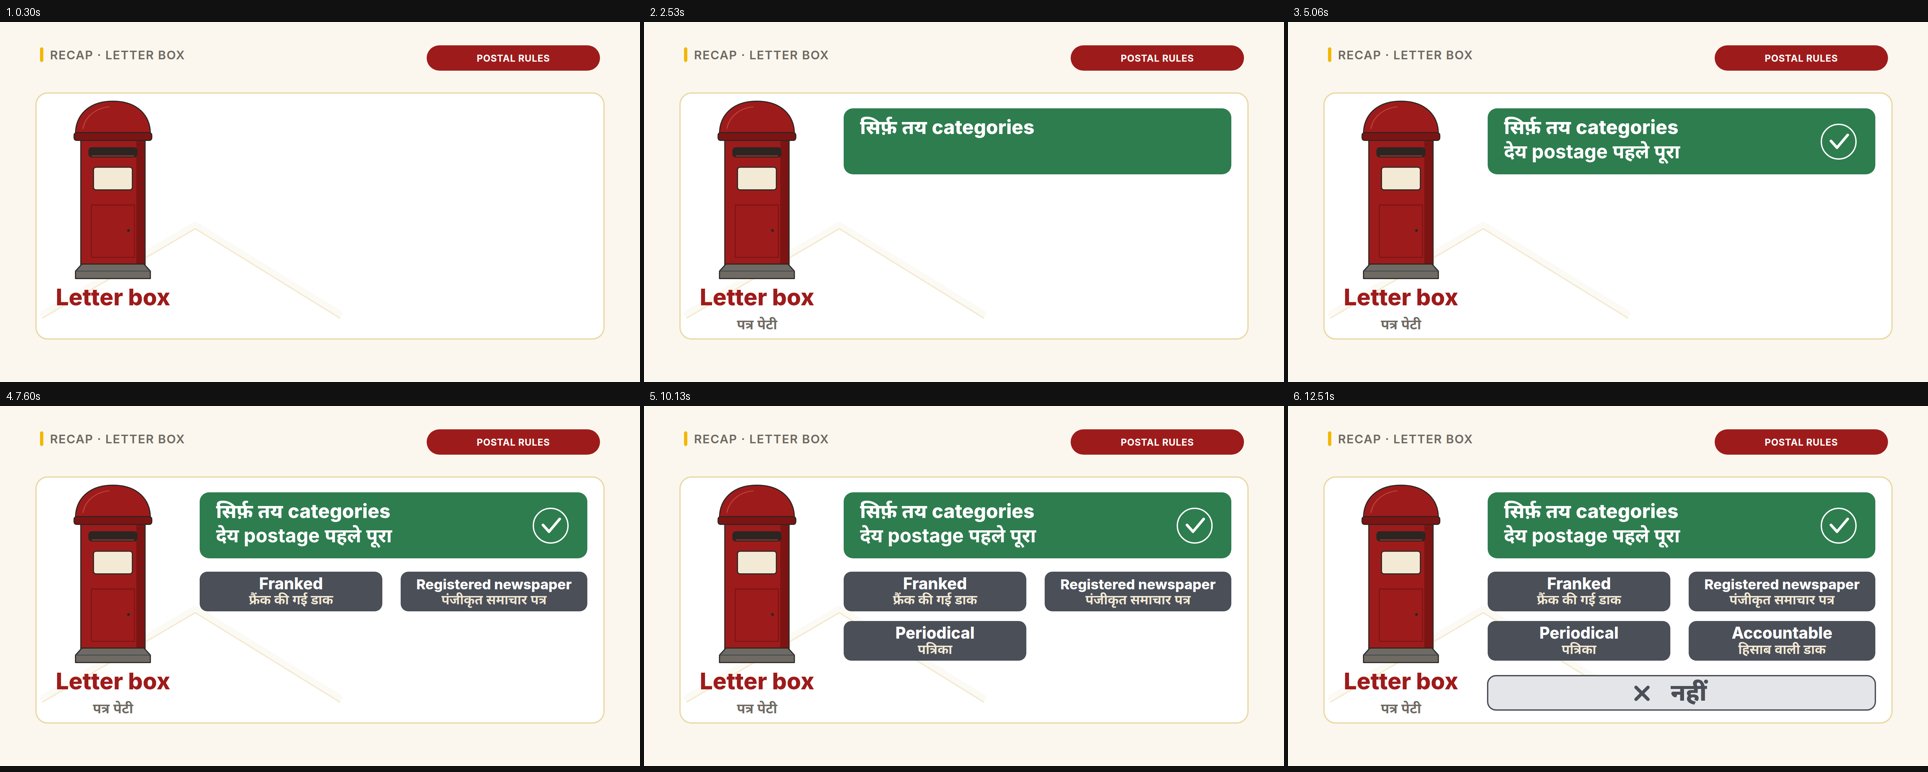 1. 0.30s
RECAP · LETTER BOX
POSTAL RULES
Letter box
2. 2.53s
RECAP · LETTER BOX
POSTAL RULES
सिर्फ़ तय categories
Letter box
पत्र पेटी
3. 5.06s
RECAP · LETTER BOX
POSTAL RULES
सिर्फ़ तय categories
देय postage पहले पूरा
Letter box
पत्र पेटी
4. 7.60s
RECAP · LETTER BOX
POSTAL RULES
सिर्फ़ तय categories
देय postage पहले पूरा
Franked
फ्रैंक की गई डाक
Registered newspaper
पंजीकृत समाचार पत्र
Letter box
पत्र पेटी
5. 10.13s
RECAP · LETTER BOX
POSTAL RULES
सिर्फ़ तय categories
देय postage पहले पूरा
Franked
फ्रैंक की गई डाक
Registered newspaper
पंजीकृत समाचार पत्र
Periodical
पत्रिका
Letter box
पत्र पेटी
6. 12.51s
RECAP · LETTER BOX
POSTAL RULES
सिर्फ़ तय categories
देय postage पहले पूरा
Franked
फ्रैंक की गई डाक
Registered newspaper
पंजीकृत समाचार पत्र
Periodical
पत्रिका
Accountable
हिसाब वाली डाक
✕ नहीं
Letter box
पत्र पेटी